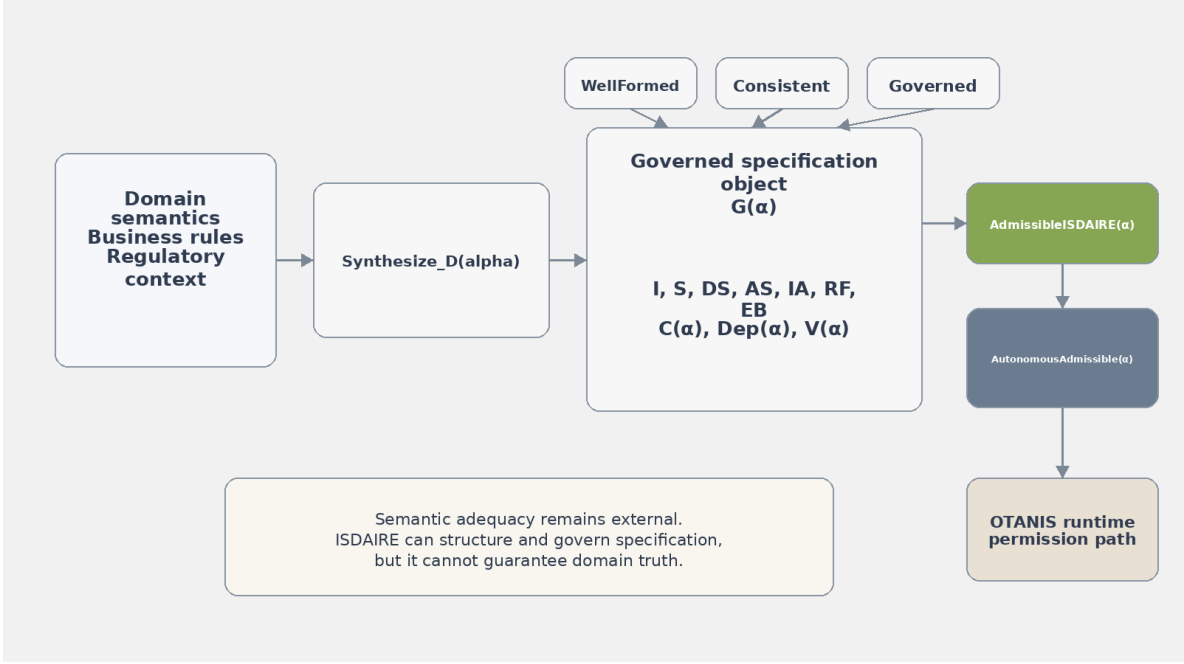 WellFormed
Consistent
Governed
Domain
semantics
Business rules
Regulatory
context
Synthesize_D(alpha)
Governed specification
object
G(α)
I, S, DS, AS, IA, RF,
EB
C(α), Dep(α), V(α)
AdmissibleISDAIRE(α)
AutonomousAdmissible(α)
OTANIS runtime
permission path
Semantic adequacy remains external.
ISDAIRE can structure and govern specification,
but it cannot guarantee domain truth.